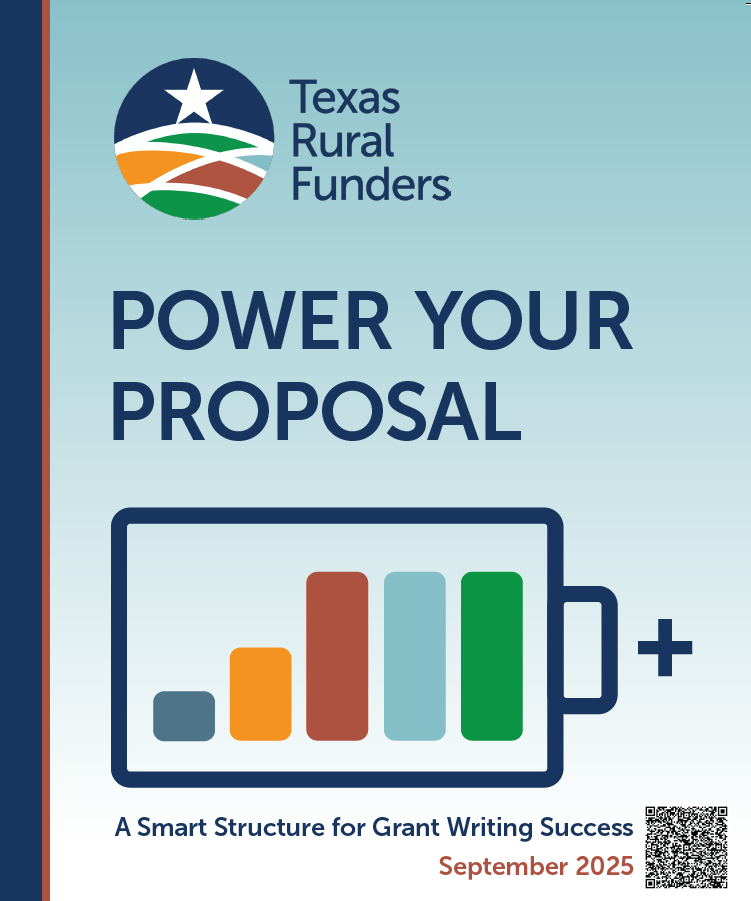 Texas
Rural
Funders
POWER YOUR
PROPOSAL
+
A Smart Structure for Grant Writing Success
September 2025